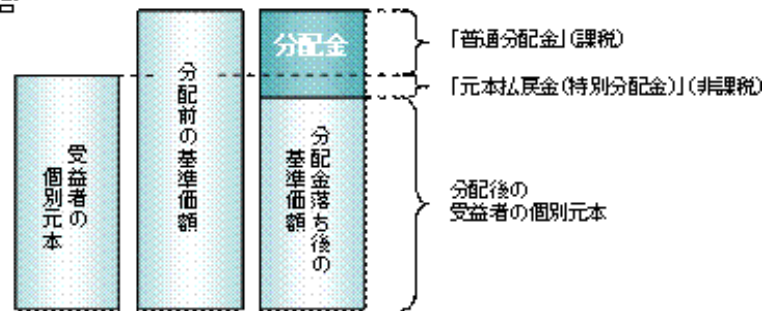 受益者の
個別元本
分配前の基準価額
分配金
分配金落ち後の
基準価額
「普通分配金」(課税)
「元本払戻金(特別分配金)」(非課税)
分配後の
受益者の個別元本